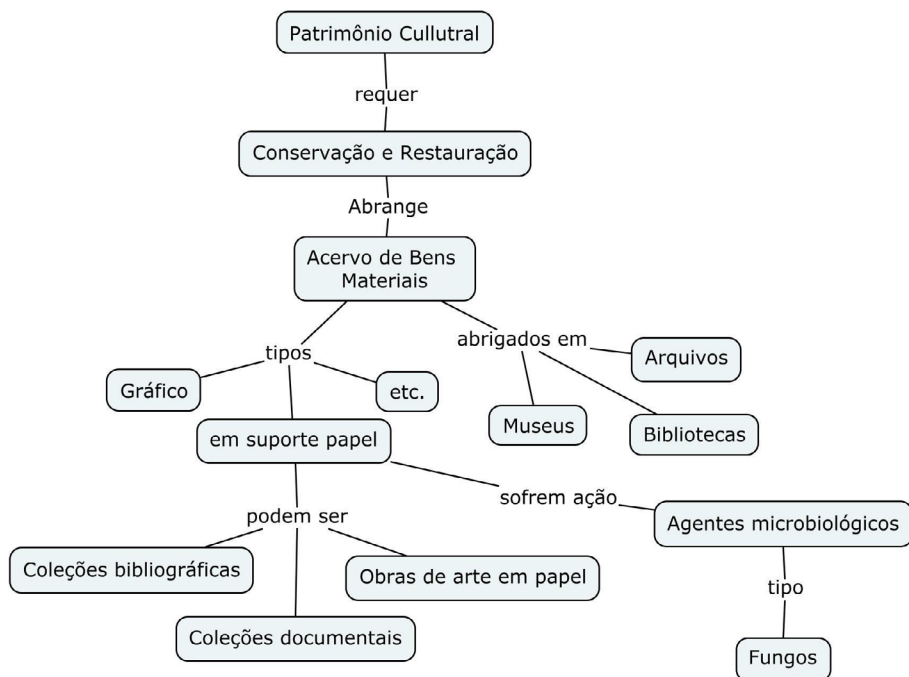 Patrimônio Cullutral
requer
Conservação e Restauração
Abrange
Acervo de Bens
Materiais
tipos
abrigados em
Arquivos
Gráfico
etc.
Museus
Bibliotecas
em suporte papel
sofrem ação
podem ser
Agentes microbiológicos
Coleções bibliográficas
Obras de arte em papel
tipo
Coleções documentais
Fungos